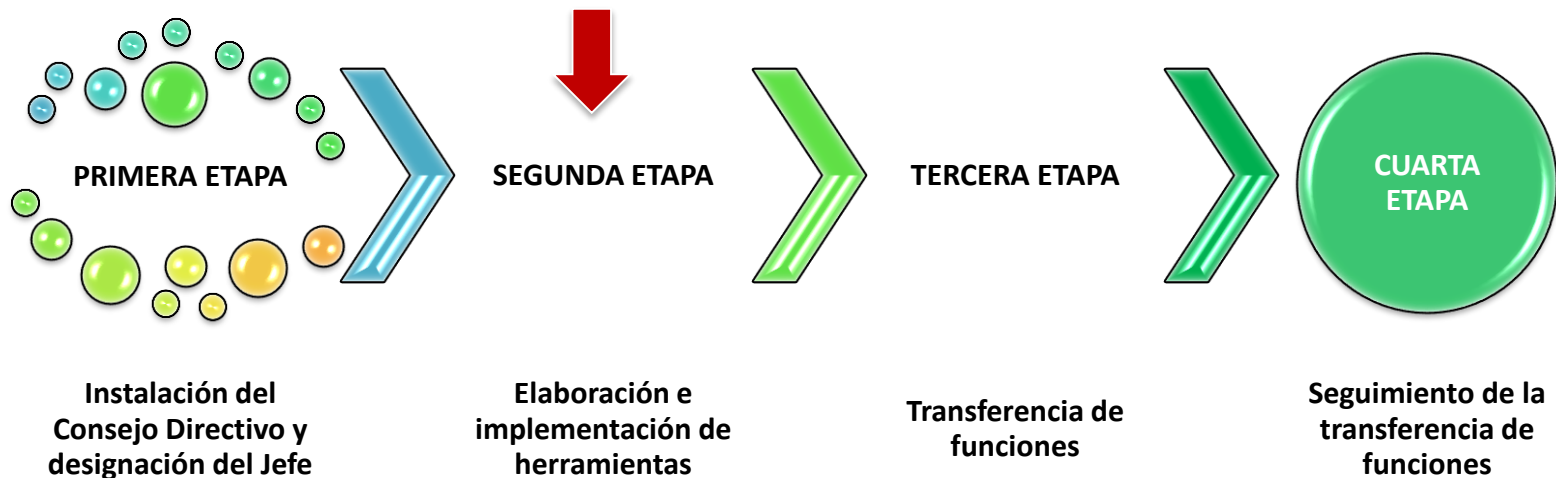 PRIMERA ETAPA
SEGUNDA ETAPA
TERCERA ETAPA
CUARTA
ETAPA
Instalación del
Consejo Directivo y
designación del Jefe
Elaboración e
implementación de
herramientas
Transferencia de
funciones
Seguimiento de la
transferencia de
funciones